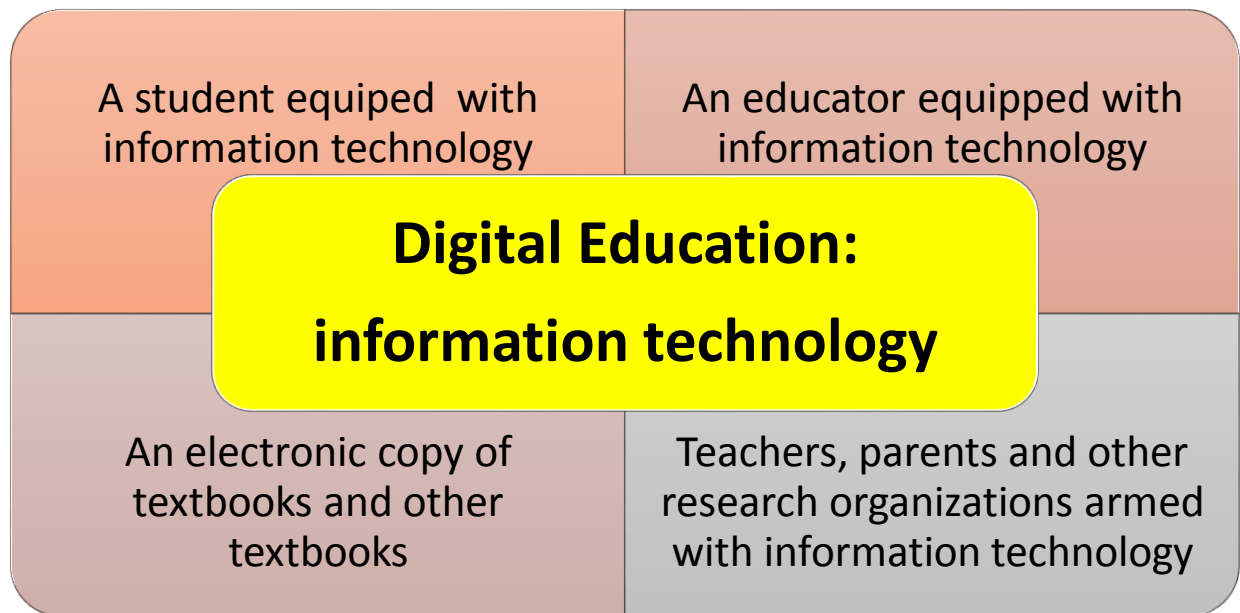 A student equiped with
information technology
An educator equipped with
information technology
Digital Education:
information technology
An electronic copy of
textbooks and other
textbooks
Teachers, parents and other
research organizations armed
with information technology